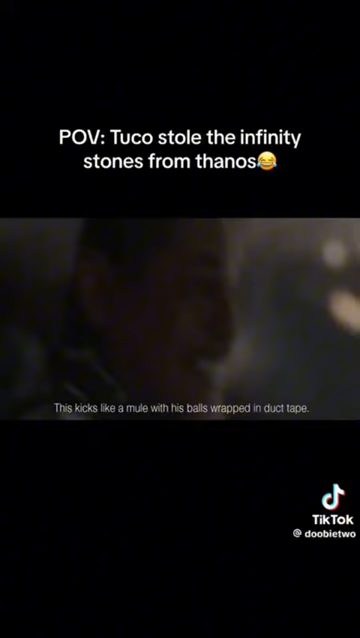 POV: Tuco stole the infinity
stones from thanos😂
This kicks like a mule with his balls wrapped in duct tape.
TikTok
@ doobietwo